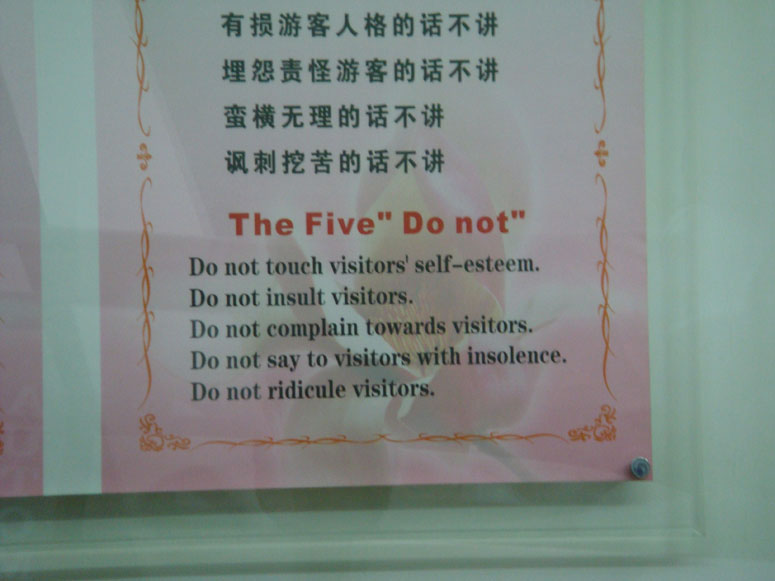 有损游客人格的话不讲
埋怨责怪游客的话不讲
蛮横无理的话不讲
讽刺挖苦的话不讲
The Five" Do not"
Do not touch visitors' self-esteem.
Do not insult visitors.
Do not complain towards visitors.
Do not say to visitors with insolence.
Do not ridicule visitors.